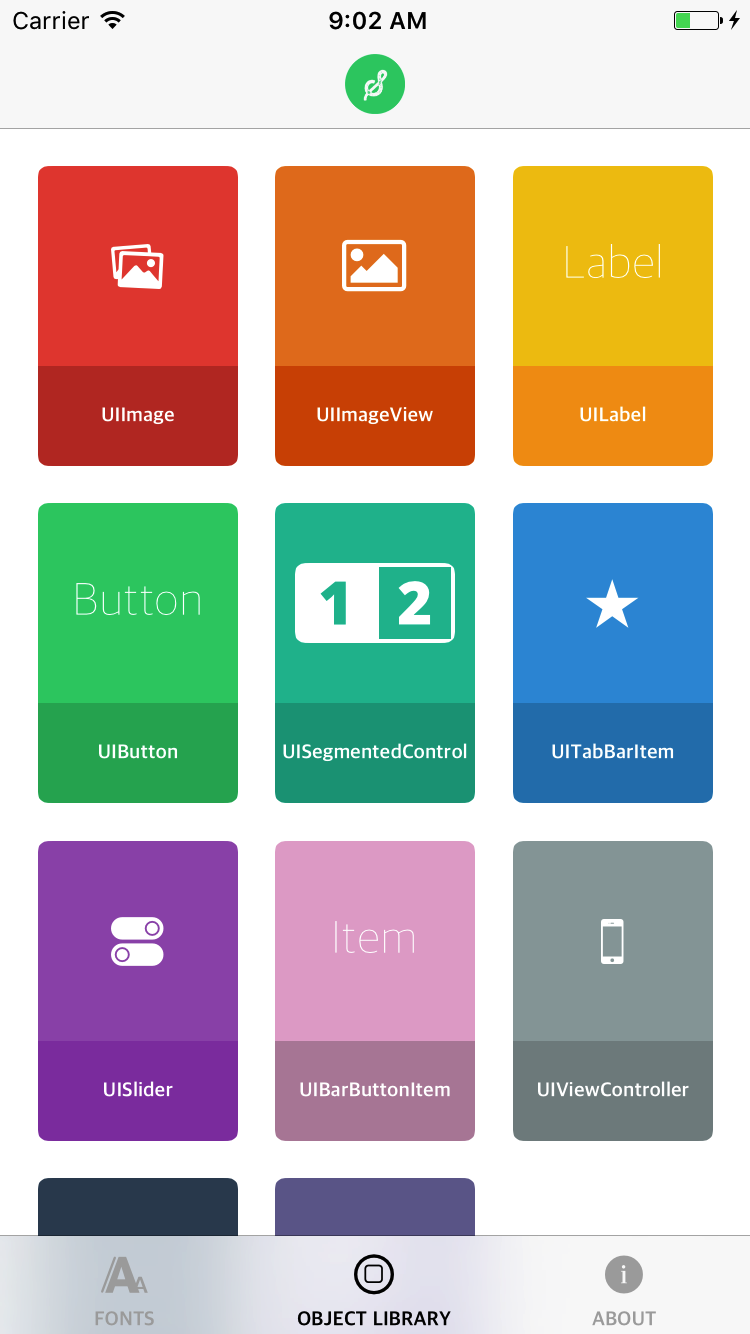 Carrier 9:02 AM
Label
UIImage UIImageView UILabel
Button 1 2
UIButton UISegmentedControl UITabBarItem
Item
UISlider UIBarButtonItem UIViewController
AA i
FONTS OBJECT LIBRARY ABOUT